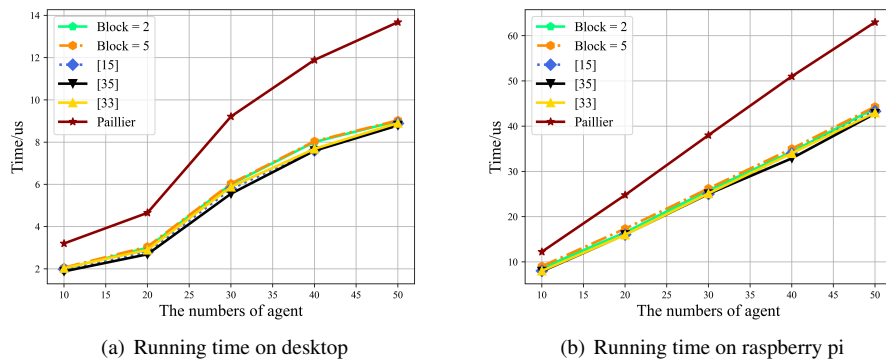 14
12
10
8
6
4
2
Time/us
Block = 2
Block = 5
[15]
[35]
[33]
Paillier
10 15 20 25 30 35 40 45 50
The numbers of agent
(a) Running time on desktop
60
50
40
30
20
10
Time/us
Block = 2
Block = 5
[15]
[35]
[33]
Paillier
10 15 20 25 30 35 40 45 50
The numbers of agent
(b) Running time on raspberry pi